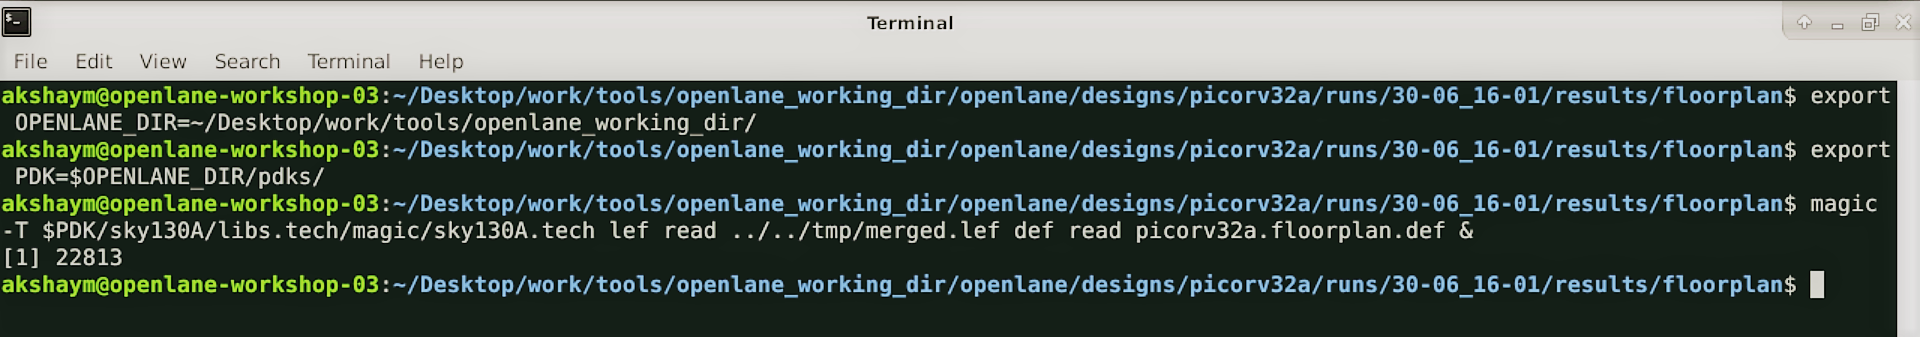 Terminal
File Edit View Search Terminal Help
akshaym@openlane-workshop-03:~/Desktop/work/tools/openlane_working_dir/openlane/designs/picorv32a/runs/30-06_16-01/results/floorplan$ export
OPENLANE_DIR=~/Desktop/work/tools/openlane_working_dir/
akshaym@openlane-workshop-03:~/Desktop/work/tools/openlane_working_dir/openlane/designs/picorv32a/runs/30-06_16-01/results/floorplan$ export
PDK=$OPENLANE_DIR/pdks/
akshaym@openlane-workshop-03:~/Desktop/work/tools/openlane_working_dir/openlane/designs/picorv32a/runs/30-06_16-01/results/floorplan$ magic
-T $PDK/sky130A/libs.tech/magic/sky130A.tech lef read ../../tmp/merged.lef def read picorv32a.floorplan.def &
[1] 22813
akshaym@openlane-workshop-03:~/Desktop/work/tools/openlane_working_dir/openlane/designs/picorv32a/runs/30-06_16-01/results/floorplan$